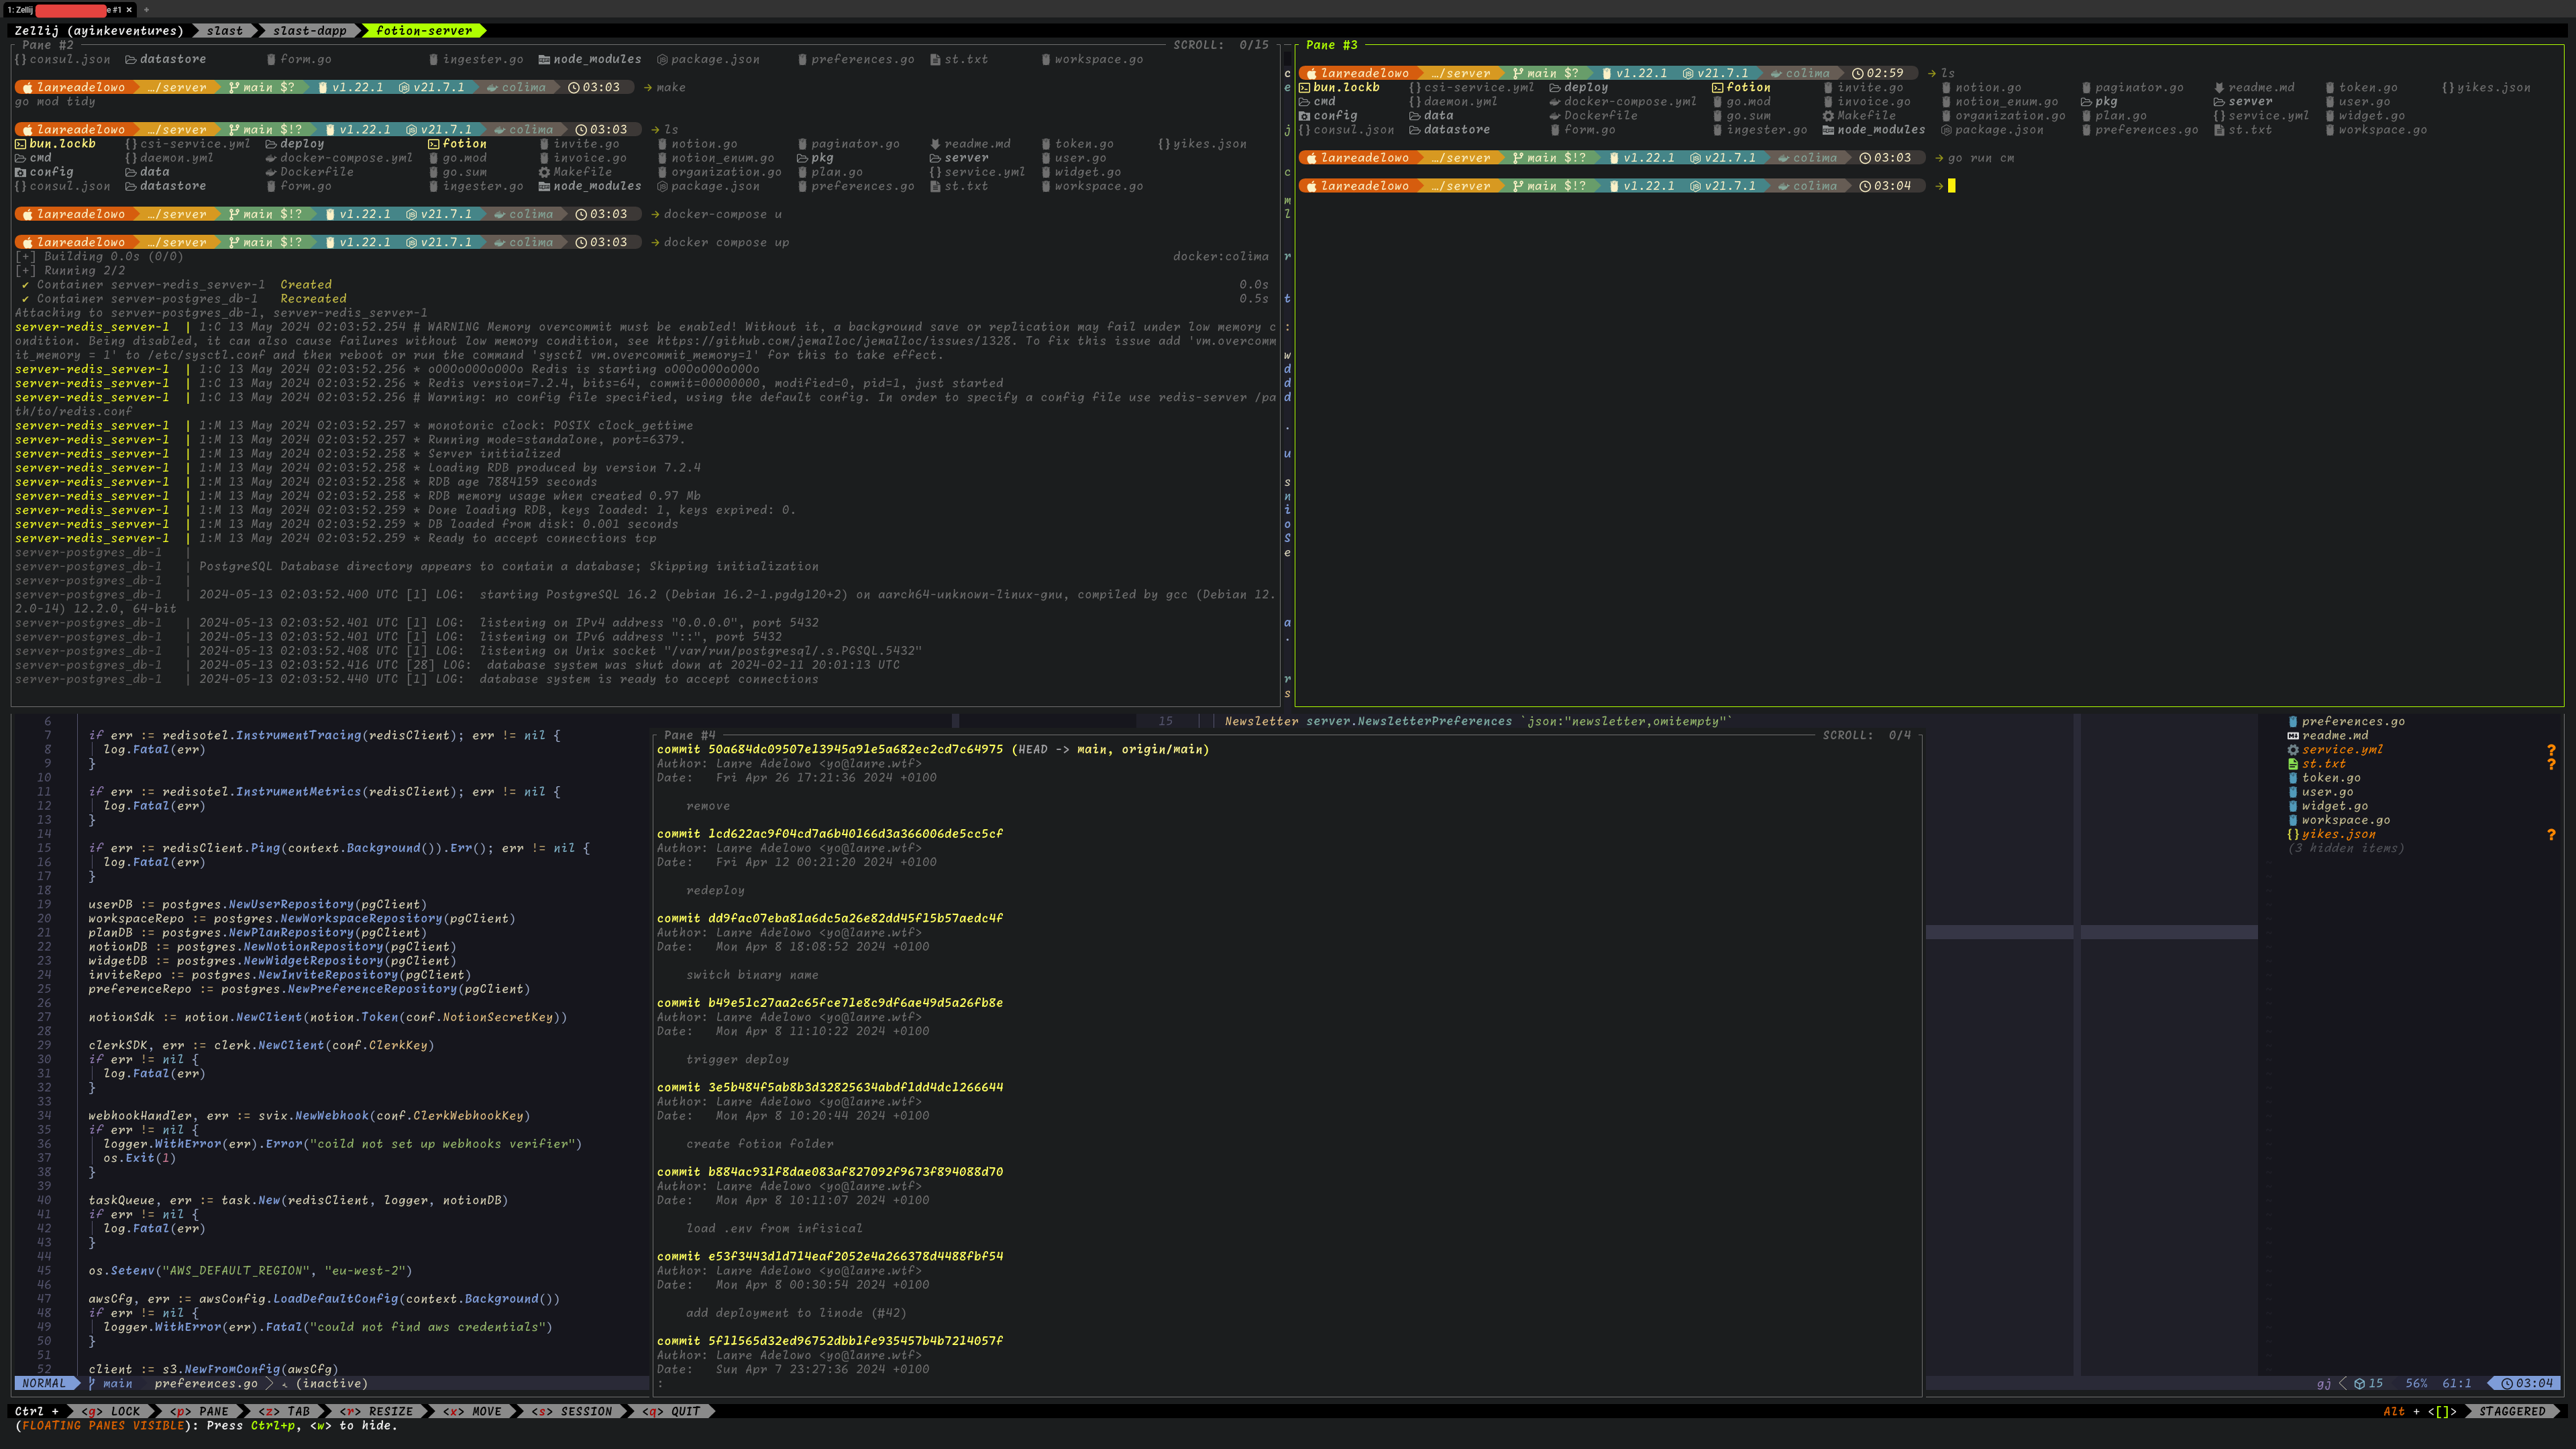 1: Zellij e #1 × +
Zellij (ayinkeventures) slast slast-dapp fotion-server
Pane #2 SCROLL: 0/15
consul.json datastore form.go ingester.go node_modules package.json preferences.go st.txt workspace.go
lanreadelowo …/server main $? v1.22.1 v21.7.1 colima 03:03 → make
go mod tidy
lanreadelowo …/server main $!? v1.22.1 v21.7.1 colima 03:03 → ls
bun.lockb csi-service.yml deploy fotion invite.go notion.go paginator.go readme.md token.go yikes.json
cmd daemon.yml docker-compose.yml go.mod invoice.go notion_enum.go pkg server user.go
config data Dockerfile go.sum Makefile organization.go plan.go service.yml widget.go
consul.json datastore form.go ingester.go node_modules package.json preferences.go st.txt workspace.go
lanreadelowo …/server main $!? v1.22.1 v21.7.1 colima 03:03 → docker-compose u
lanreadelowo …/server main $!? v1.22.1 v21.7.1 colima 03:03 → docker compose up
[+] Building 0.0s (0/0) docker:colima
[+] Running 2/2
✔ Container server-redis_server-1 Created 0.0s
✔ Container server-postgres_db-1 Recreated 0.5s
Attaching to server-postgres_db-1, server-redis_server-1
server-redis_server-1 | 1:C 13 May 2024 02:03:52.254 # WARNING Memory overcommit must be enabled! Without it, a background save or replication may fail under low memory c
ondition. Being disabled, it can also cause failures without low memory condition, see https://github.com/jemalloc/jemalloc/issues/1328. To fix this issue add 'vm.overcomm
it_memory = 1' to /etc/sysctl.conf and then reboot or run the command 'sysctl vm.overcommit_memory=1' for this to take effect.
server-redis_server-1 | 1:C 13 May 2024 02:03:52.256 * oO0OoO0OoO0Oo Redis is starting oO0OoO0OoO0Oo
server-redis_server-1 | 1:C 13 May 2024 02:03:52.256 * Redis version=7.2.4, bits=64, commit=00000000, modified=0, pid=1, just started
server-redis_server-1 | 1:C 13 May 2024 02:03:52.256 # Warning: no config file specified, using the default config. In order to specify a config file use redis-server /pa
th/to/redis.conf
server-redis_server-1 | 1:M 13 May 2024 02:03:52.257 * monotonic clock: POSIX clock_gettime
server-redis_server-1 | 1:M 13 May 2024 02:03:52.257 * Running mode=standalone, port=6379.
server-redis_server-1 | 1:M 13 May 2024 02:03:52.258 * Server initialized
server-redis_server-1 | 1:M 13 May 2024 02:03:52.258 * Loading RDB produced by version 7.2.4
server-redis_server-1 | 1:M 13 May 2024 02:03:52.258 * RDB age 7884159 seconds
server-redis_server-1 | 1:M 13 May 2024 02:03:52.258 * RDB memory usage when created 0.97 Mb
server-redis_server-1 | 1:M 13 May 2024 02:03:52.259 * Done loading RDB, keys loaded: 1, keys expired: 0.
server-redis_server-1 | 1:M 13 May 2024 02:03:52.259 * DB loaded from disk: 0.001 seconds
server-redis_server-1 | 1:M 13 May 2024 02:03:52.259 * Ready to accept connections tcp
server-postgres_db-1 |
server-postgres_db-1 | PostgreSQL Database directory appears to contain a database; Skipping initialization
server-postgres_db-1 |
server-postgres_db-1 | 2024-05-13 02:03:52.400 UTC [1] LOG: starting PostgreSQL 16.2 (Debian 16.2-1.pgdg120+2) on aarch64-unknown-linux-gnu, compiled by gcc (Debian 12.
2.0-14) 12.2.0, 64-bit
server-postgres_db-1 | 2024-05-13 02:03:52.401 UTC [1] LOG: listening on IPv4 address "0.0.0.0", port 5432
server-postgres_db-1 | 2024-05-13 02:03:52.401 UTC [1] LOG: listening on IPv6 address "::", port 5432
server-postgres_db-1 | 2024-05-13 02:03:52.408 UTC [1] LOG: listening on Unix socket "/var/run/postgresql/.s.PGSQL.5432"
server-postgres_db-1 | 2024-05-13 02:03:52.416 UTC [28] LOG: database system was shut down at 2024-02-11 20:01:13 UTC
server-postgres_db-1 | 2024-05-13 02:03:52.440 UTC [1] LOG: database system is ready to accept connections
c
e
j
c
m
l
r
t
:
w
d
d
.
u
s
n
i
o
S
e
a
.
r
s
Pane #3
lanreadelowo …/server main $? v1.22.1 v21.7.1 colima 02:59 → ls
bun.lockb csi-service.yml deploy fotion invite.go notion.go paginator.go readme.md token.go yikes.json
cmd daemon.yml docker-compose.yml go.mod invoice.go notion_enum.go pkg server user.go
config data Dockerfile go.sum Makefile organization.go plan.go service.yml widget.go
consul.json datastore form.go ingester.go node_modules package.json preferences.go st.txt workspace.go
lanreadelowo …/server main $!? v1.22.1 v21.7.1 colima 03:03 → go run cm
lanreadelowo …/server main $!? v1.22.1 v21.7.1 colima 03:04 →
6
7 if err := redisotel.InstrumentTracing(redisClient); err != nil {
8 log.Fatal(err)
9 }
10
11 if err := redisotel.InstrumentMetrics(redisClient); err != nil {
12 log.Fatal(err)
13 }
14
15 if err := redisClient.Ping(context.Background()).Err(); err != nil {
16 log.Fatal(err)
17 }
18
19 userDB := postgres.NewUserRepository(pgClient)
20 workspaceRepo := postgres.NewWorkspaceRepository(pgClient)
21 planDB := postgres.NewPlanRepository(pgClient)
22 notionDB := postgres.NewNotionRepository(pgClient)
23 widgetDB := postgres.NewWidgetRepository(pgClient)
24 inviteRepo := postgres.NewInviteRepository(pgClient)
25 preferenceRepo := postgres.NewPreferenceRepository(pgClient)
26
27 notionSdk := notion.NewClient(notion.Token(conf.NotionSecretKey))
28
29 clerkSDK, err := clerk.NewClient(conf.ClerkKey)
30 if err != nil {
31 log.Fatal(err)
32 }
33
34 webhookHandler, err := svix.NewWebhook(conf.ClerkWebhookKey)
35 if err != nil {
36 logger.WithError(err).Error("coild not set up webhooks verifier")
37 os.Exit(1)
38 }
39
40 taskQueue, err := task.New(redisClient, logger, notionDB)
41 if err != nil {
42 log.Fatal(err)
43 }
44
45 os.Setenv("AWS_DEFAULT_REGION", "eu-west-2")
46
47 awsCfg, err := awsConfig.LoadDefaultConfig(context.Background())
48 if err != nil {
49 logger.WithError(err).Fatal("could not find aws credentials")
50 }
51
52 client := s3.NewFromConfig(awsCfg)
NORMAL main preferences.go (inactive)
15 Newsletter server.NewsletterPreferences `json:"newsletter,omitempty"`
Pane #4 SCROLL: 0/4
commit 50a684dc09507e13945a91e5a682ec2cd7c64975 (HEAD -> main, origin/main)
Author: Lanre Adelowo <yo@lanre.wtf>
Date: Fri Apr 26 17:21:36 2024 +0100
remove
commit 1cd622ac9f04cd7a6b40166d3a366006de5cc5cf
Author: Lanre Adelowo <yo@lanre.wtf>
Date: Fri Apr 12 00:21:20 2024 +0100
redeploy
commit dd9fac07eba81a6dc5a26e82dd45f15b57aedc4f
Author: Lanre Adelowo <yo@lanre.wtf>
Date: Mon Apr 8 18:08:52 2024 +0100
switch binary name
commit b49e51c27aa2c65fce71e8c9df6ae49d5a26fb8e
Author: Lanre Adelowo <yo@lanre.wtf>
Date: Mon Apr 8 11:10:22 2024 +0100
trigger deploy
commit 3e5b484f5ab8b3d32825634abdf1dd4dc1266644
Author: Lanre Adelowo <yo@lanre.wtf>
Date: Mon Apr 8 10:20:44 2024 +0100
create fotion folder
commit b884ac931f8dae083af827092f9673f894088d70
Author: Lanre Adelowo <yo@lanre.wtf>
Date: Mon Apr 8 10:11:07 2024 +0100
load .env from infisical
commit e53f3443d1d714eaf2052e4a266378d4488fbf54
Author: Lanre Adelowo <yo@lanre.wtf>
Date: Mon Apr 8 00:30:54 2024 +0100
add deployment to linode (#42)
commit 5f11565d32ed96752dbb1fe935457b4b7214057f
Author: Lanre Adelowo <yo@lanre.wtf>
Date: Sun Apr 7 23:27:36 2024 +0100
:
preferences.go
readme.md
service.yml ?
st.txt ?
token.go
user.go
widget.go
workspace.go
yikes.json ?
(3 hidden items)
gj 15 56% 61:1 03:04
Ctrl + <g> LOCK <p> PANE <z> TAB <r> RESIZE <x> MOVE <s> SESSION <q> QUIT Alt + <[]> STAGGERED
(FLOATING PANES VISIBLE): Press Ctrl+p, <w> to hide.